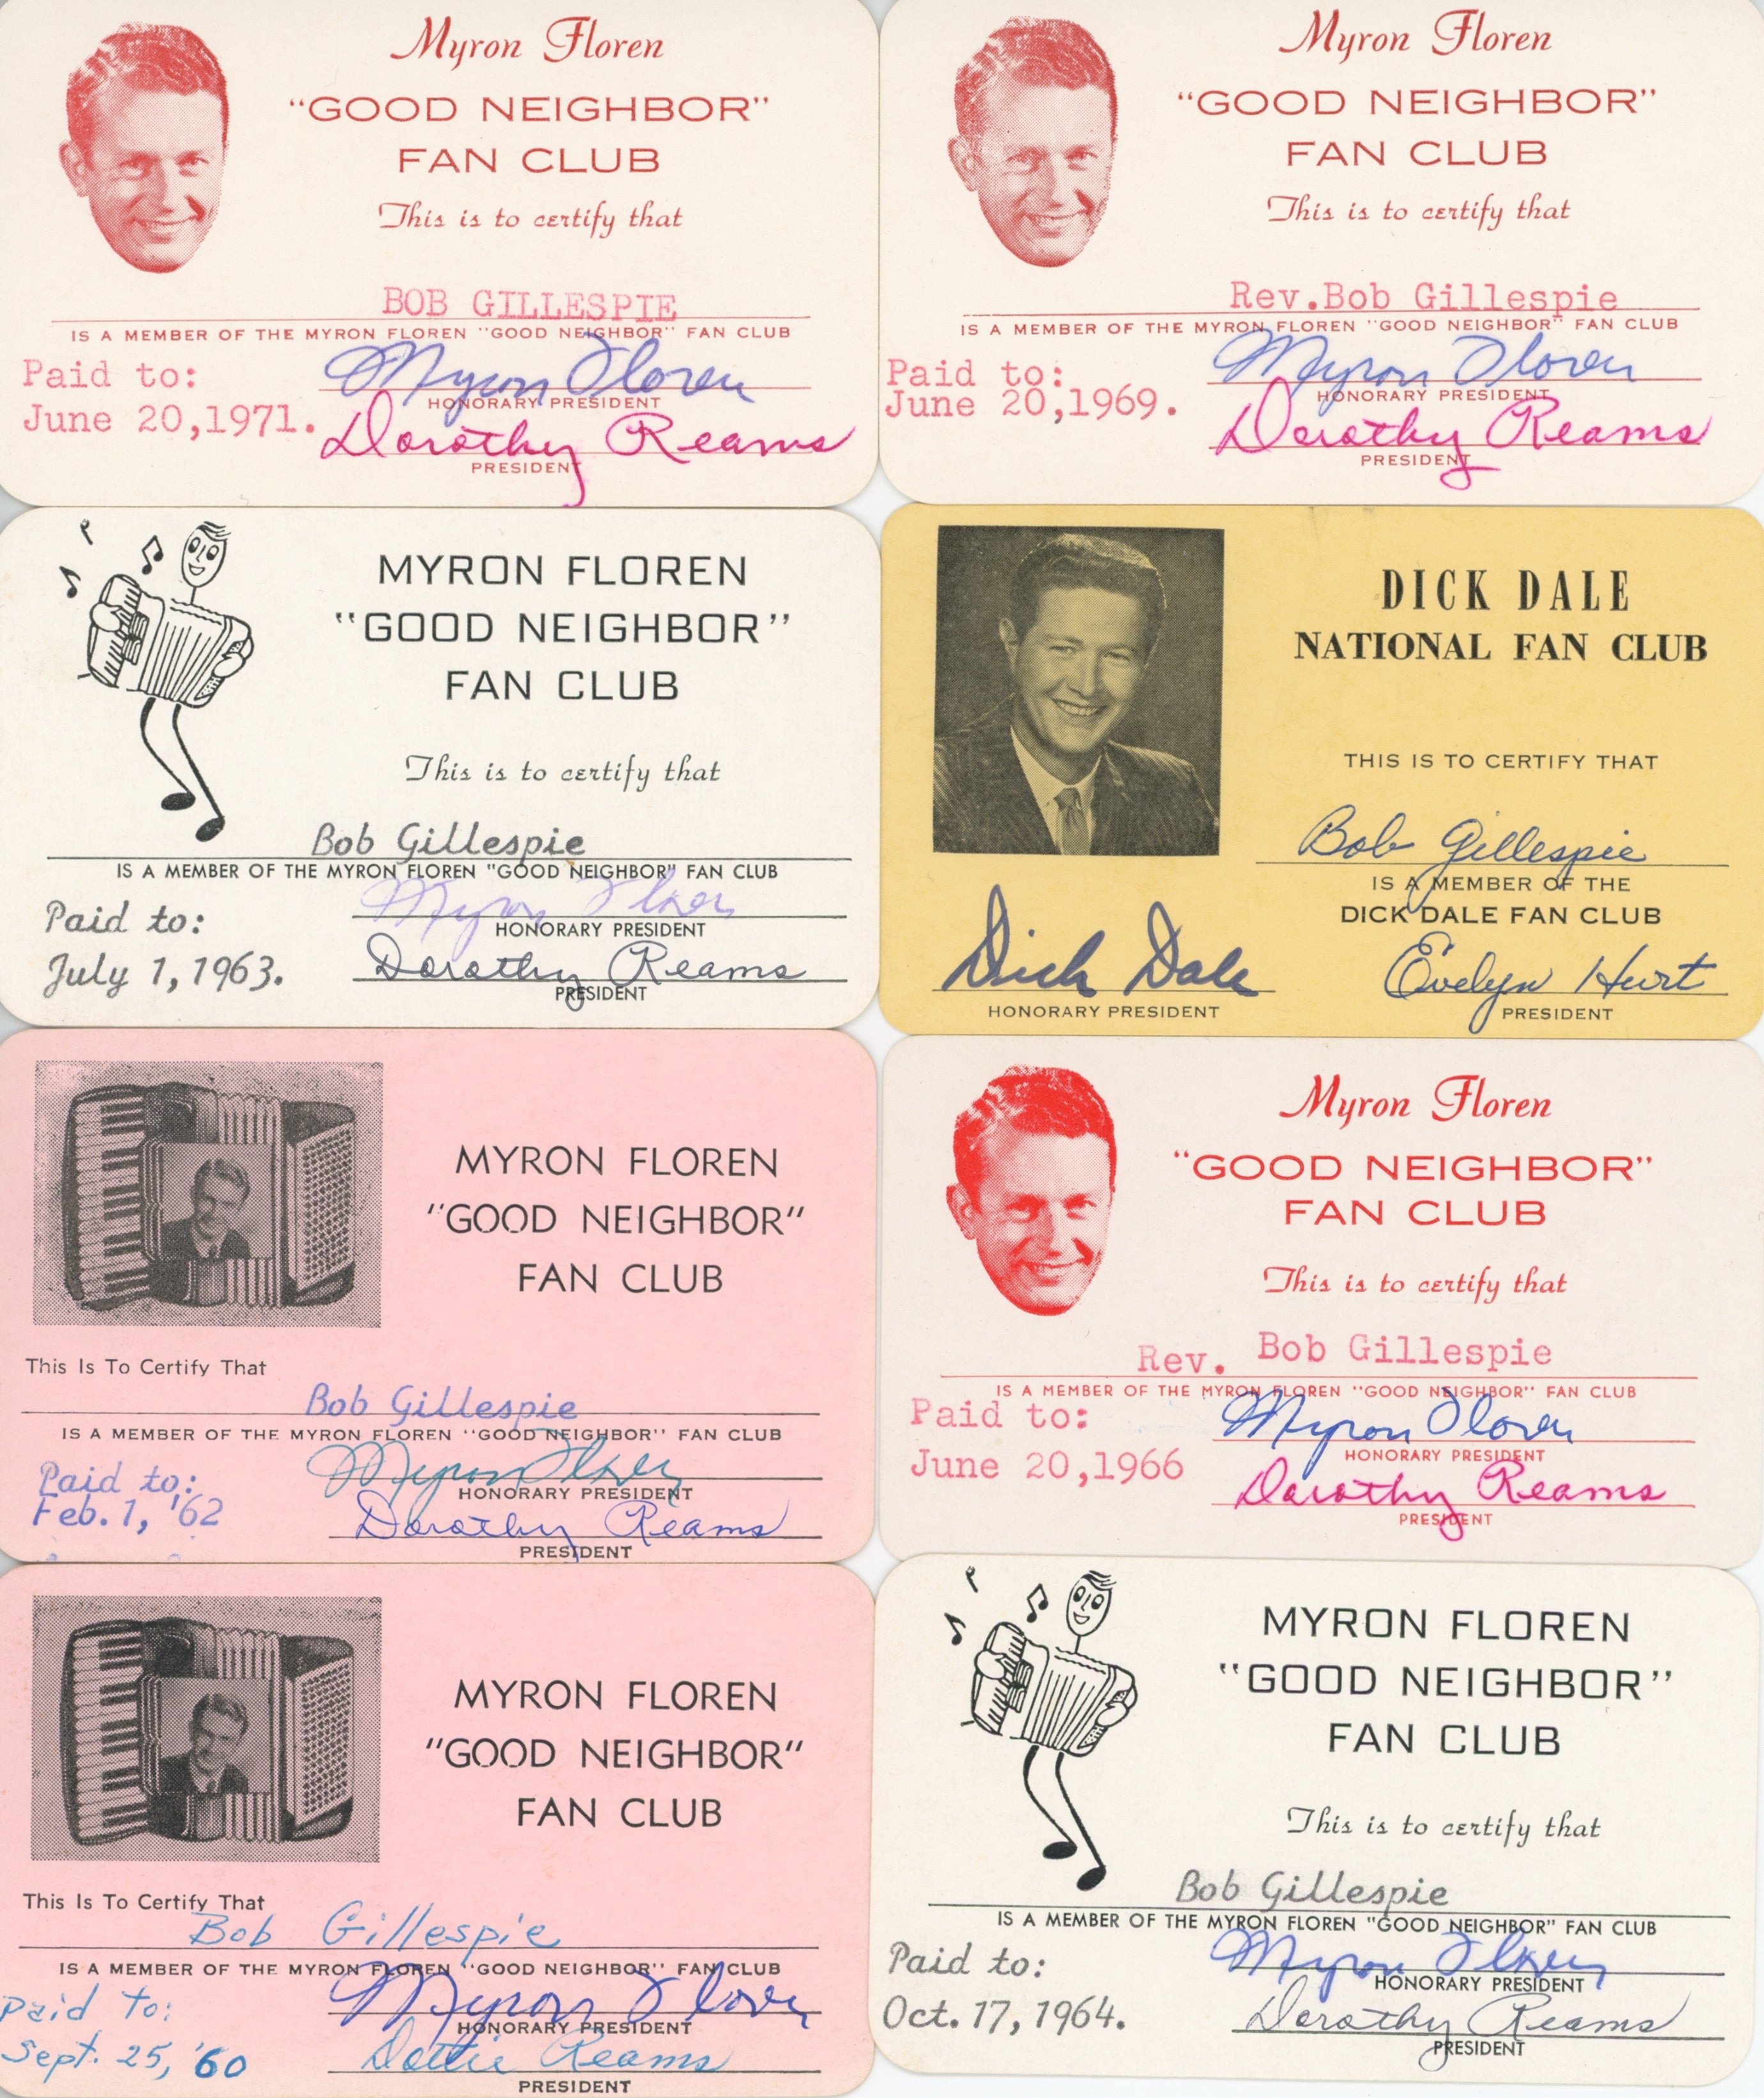 Myron Floren
"GOOD NEIGHBOR"
FAN CLUB
This is to certify that
BOB GILLESPIE
IS A MEMBER OF THE MYRON FLOREN "GOOD NEIGHBOR" FAN CLUB
Paid to:
June 20,1971.
Myron Floren
HONORARY PRESIDENT
Dorothy Reams
PRESIDENT
Myron Floren
"GOOD NEIGHBOR"
FAN CLUB
This is to certify that
Rev.Bob Gillespie
IS A MEMBER OF THE MYRON FLOREN "GOOD NEIGHBOR" FAN CLUB
Paid to:
June 20,1969.
Myron Floren
HONORARY PRESIDENT
Dorothy Reams
PRESIDENT
MYRON FLOREN
"GOOD NEIGHBOR"
FAN CLUB
This is to certify that
Bob Gillespie
IS A MEMBER OF THE MYRON FLOREN "GOOD NEIGHBOR" FAN CLUB
Paid to:
July 1, 1963.
Myron Floren
HONORARY PRESIDENT
Dorothy Reams
PRESIDENT
DICK DALE
NATIONAL FAN CLUB
THIS IS TO CERTIFY THAT
Bob Gillespie
IS A MEMBER OF THE
DICK DALE FAN CLUB
Dick Dale
HONORARY PRESIDENT
Evelyn Hurt
PRESIDENT
MYRON FLOREN
"GOOD NEIGHBOR"
FAN CLUB
This Is To Certify That
Bob Gillespie
IS A MEMBER OF THE MYRON FLOREN "GOOD NEIGHBOR" FAN CLUB
Paid to:
Feb. 1, '62
Myron Floren
HONORARY PRESIDENT
Dorothy Reams
PRESIDENT
Myron Floren
"GOOD NEIGHBOR"
FAN CLUB
This is to certify that
Rev. Bob Gillespie
IS A MEMBER OF THE MYRON FLOREN "GOOD NEIGHBOR" FAN CLUB
Paid to:
June 20,1966
Myron Floren
HONORARY PRESIDENT
Dorothy Reams
PRESIDENT
MYRON FLOREN
"GOOD NEIGHBOR"
FAN CLUB
This Is To Certify That
Bob Gillespie
IS A MEMBER OF THE MYRON FLOREN "GOOD NEIGHBOR" FAN CLUB
Paid to:
Sept. 25, '60
Myron Floren
HONORARY PRESIDENT
Dottie Reams
PRESIDENT
MYRON FLOREN
"GOOD NEIGHBOR"
FAN CLUB
This is to certify that
Bob Gillespie
IS A MEMBER OF THE MYRON FLOREN "GOOD NEIGHBOR" FAN CLUB
Paid to:
Oct. 17, 1964.
Myron Floren
HONORARY PRESIDENT
Dorothy Reams
PRESIDENT